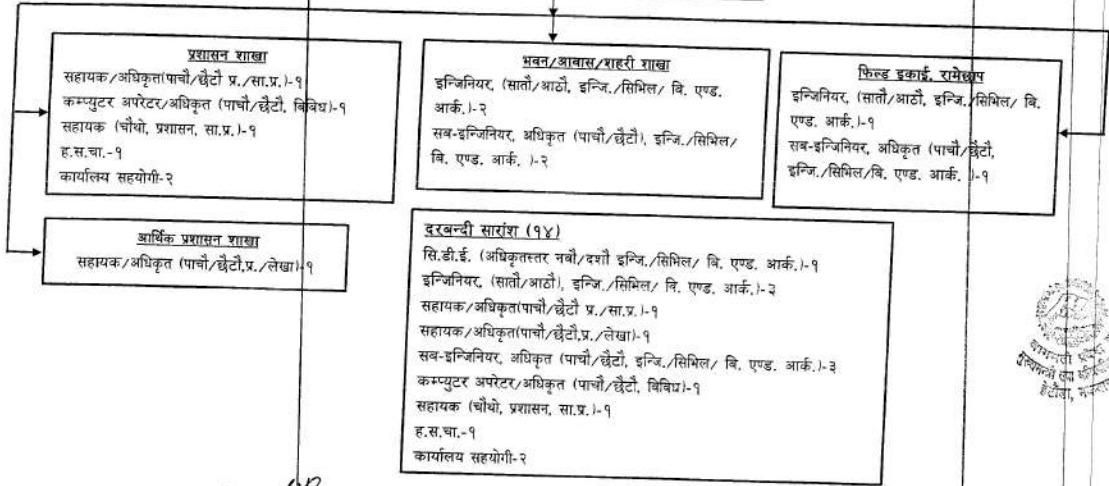 प्रशासन शाखा
सहायक/अधिकृत(पाचौ/छैटौ प्र./सा.प्र.)-१
कम्प्युटर अपरेटर/अधिकृत (पाचौ/छैटौ, बिबिध)-१
सहायक (चौथो, प्रशासन, सा.प्र.)-१
ह.स.चा.-१
कार्यालय सहयोगी-२
भवन/आवास/शहरी शाखा
इन्जिनियर, (सातौ/आठौ, इन्जि./सिभिल/ बि. एण्ड.
आर्क.)-२
सब-इन्जिनियर, अधिकृत (पाचौ/छैटौ), इन्जि./सिभिल/
बि. एण्ड. आर्क. )-२
फिल्ड इकाई, रामेछाप
इन्जिनियर, (सातौ/आठौ, इन्जि./सिभिल/ बि.
एण्ड. आर्क.)-१
सब-इन्जिनियर, अधिकृत (पाचौ/छैटौ,
इन्जि./सिभिल/बि. एण्ड. आर्क. )-१
आर्थिक प्रशासन शाखा
सहायक/अधिकृत (पाचौ/छैटौ,प्र./लेखा)-१
दरबन्दी सारांश (१४)
सि.डी.ई. (अधिकृतस्तर नवौ/दशौ इन्जि./सिभिल/ बि. एण्ड. आर्क.)-१
इन्जिनियर, (सातौ/आठौ), इन्जि./सिभिल/ बि. एण्ड. आर्क.)-३
सहायक/अधिकृत(पाचौ/छैटौ प्र./सा.प्र.)-१
सहायक/अधिकृत(पाचौ/छैटौ,प्र./लेखा)-१
सब-इन्जिनियर, अधिकृत (पाचौ/छैटौ, इन्जि./सिभिल/ बि. एण्ड. आर्क.)-३
कम्प्युटर अपरेटर/अधिकृत (पाचौ/छैटौ, बिबिध)-१
सहायक (चौथो, प्रशासन, सा.प्र.)-१
ह.स.चा.-१
कार्यालय सहयोगी-२